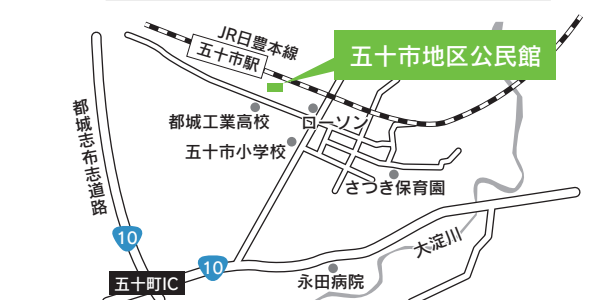 JR日豊本線
五十市駅
五十市地区公民館
都城志布志道路
都城工業高校
ローソン
五十市小学校
さつき保育園
10
大淀川
10
五十町IC
永田病院